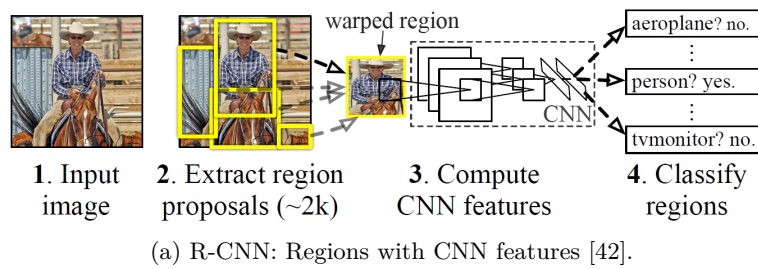 warped region
aeroplane? no.
⋮
person? yes.
⋮
CNN
tvmonitor? no.
1. Input image
2. Extract region proposals (~2k)
3. Compute CNN features
4. Classify regions
(a) R-CNN: Regions with CNN features [42].